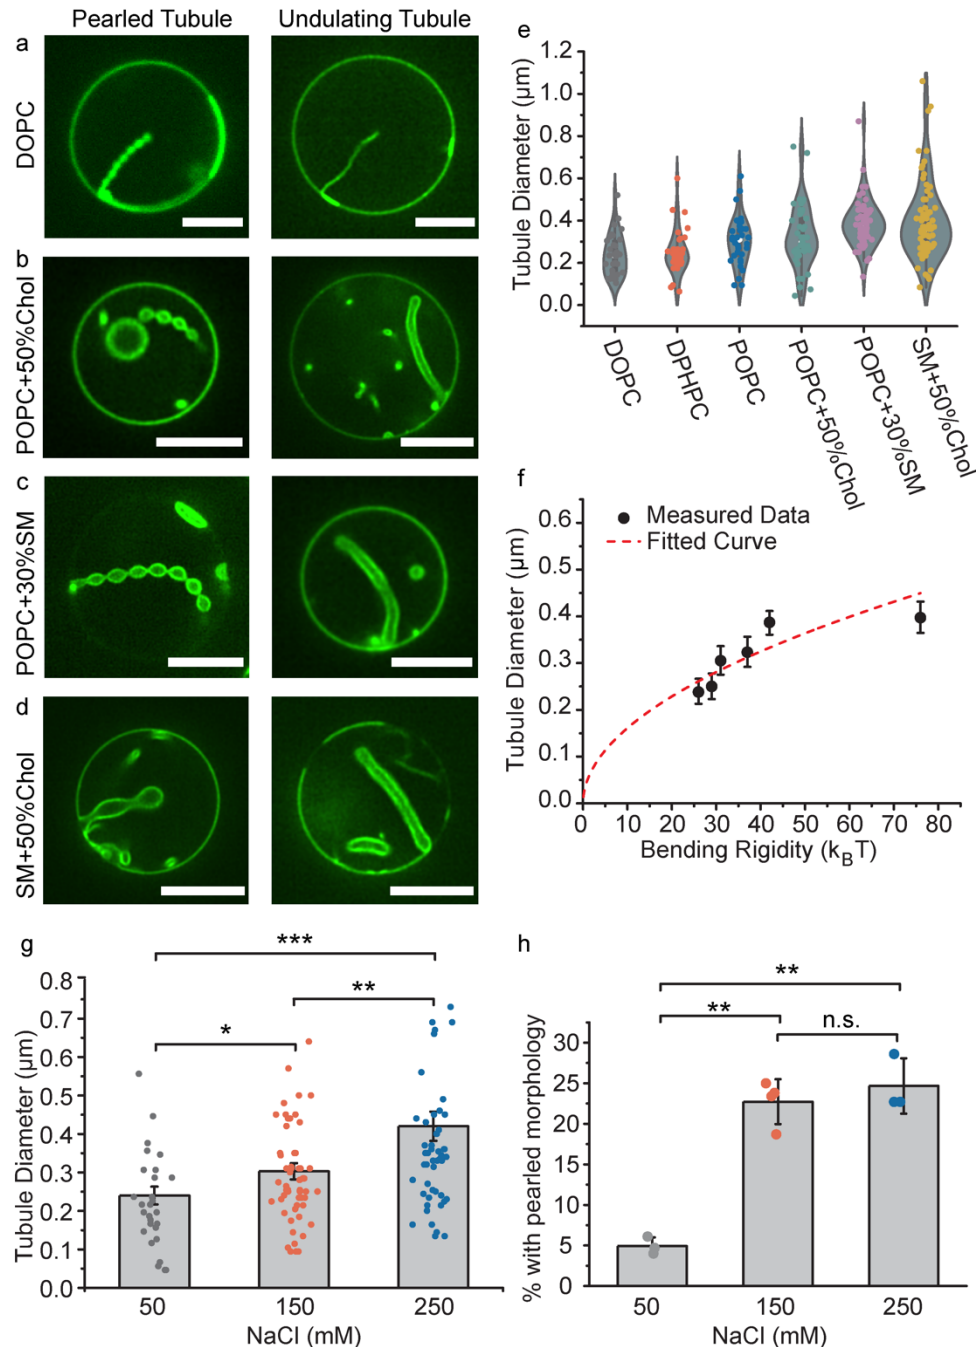 Pearled Tubule Undulating Tubule
a
DOPC
b
POPC+50%Chol
c
POPC+30%SM
d
SM+50%Chol
e
Tubule Diameter (μm)
1.2
1.0
0.8
0.6
0.4
0.2
0.0
DOPC
DPHPC
POPC
POPC+50%Chol
POPC+30%SM
SM+50%Chol
f
Tubule Diameter (μm)
0.6
0.5
0.4
0.3
0.2
0.1
0.0
Measured Data
Fitted Curve
0 10 20 30 40 50 60 70 80
Bending Rigidity (k_BT)
g
Tubule Diameter (μm)
0.8
0.7
0.6
0.5
0.4
0.3
0.2
0.1
0.0
***
**
*
50 150 250
NaCl (mM)
h
% with pearled morphology
30
25
20
15
10
5
0
**
**
n.s.
50 150 250
NaCl (mM)